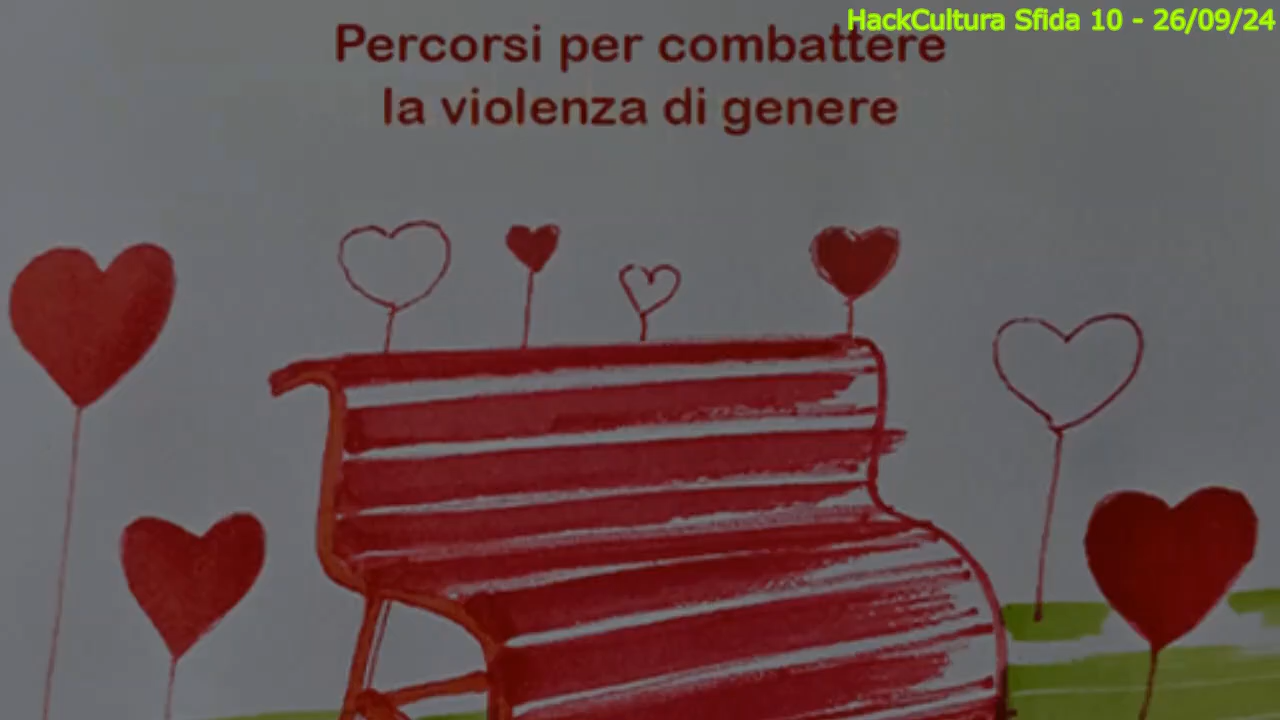 HackCultura Sfida 10 - 26/09/24
Percorsi per combattere
la violenza di genere